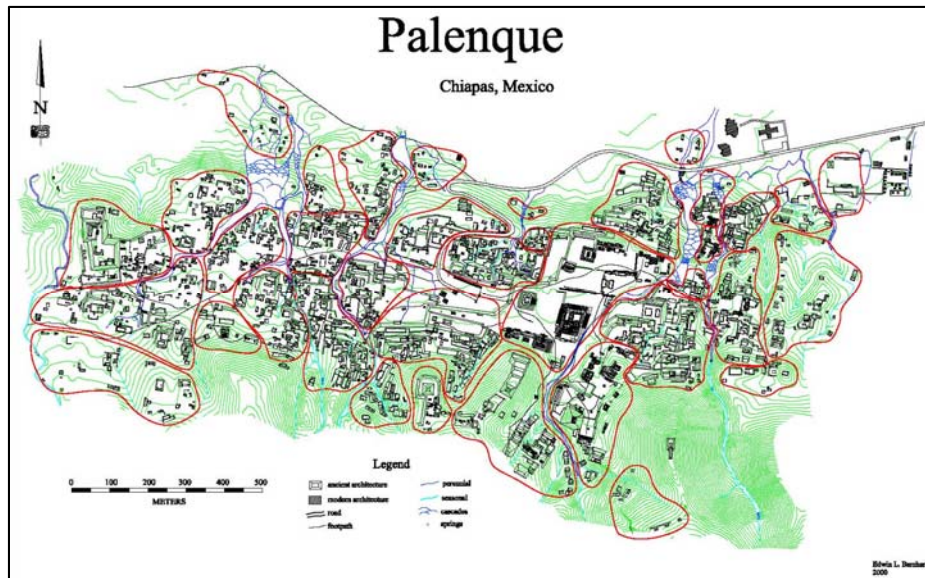 Palenque
Chiapas, Mexico
N
Legend
ancient architecture
modern architecture
road
footpath
perennial
seasonal
cascades
springs
0 100 200 300 400 500
METERS
Edwin L. Barnhart
2000